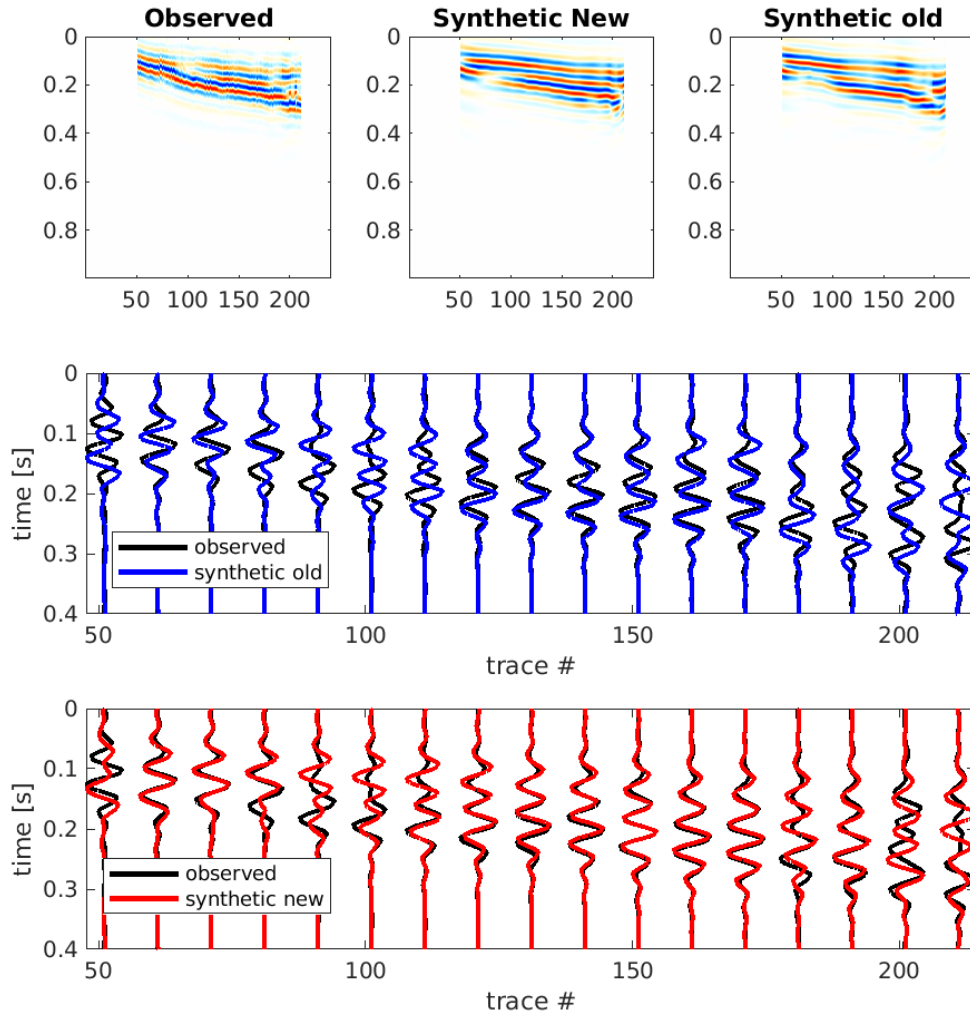 Observed Synthetic New Synthetic old
0 0 0
0.2 0.2 0.2
0.4 0.4 0.4
0.6 0.6 0.6
0.8 0.8 0.8
50 100 150 200 50 100 150 200 50 100 150 200
0
0.1
0.2
0.3
0.4
time [s]
observed
synthetic old
50 100 150 200
trace #
0
0.1
0.2
0.3
0.4
time [s]
observed
synthetic new
50 100 150 200
trace #